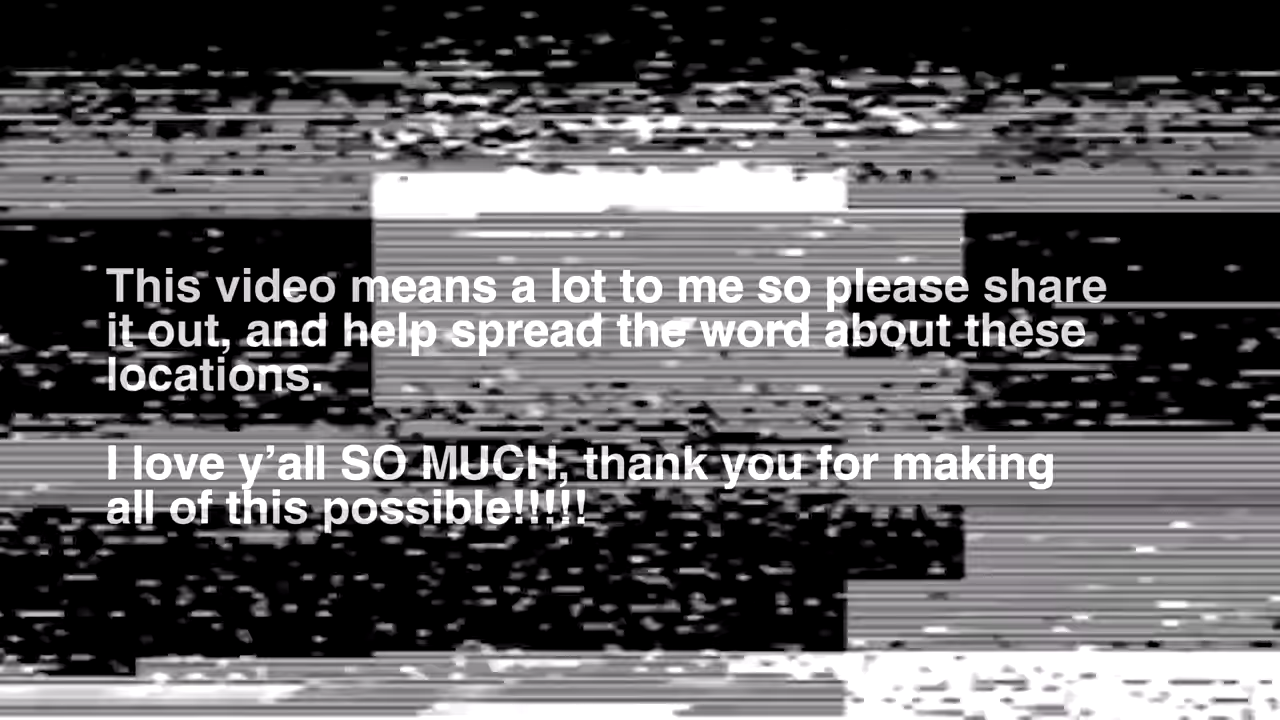 This video means a lot to me so please share
it out, and help spread the word about these
locations.
I love y’all SO MUCH, thank you for making
all of this possible!!!!!